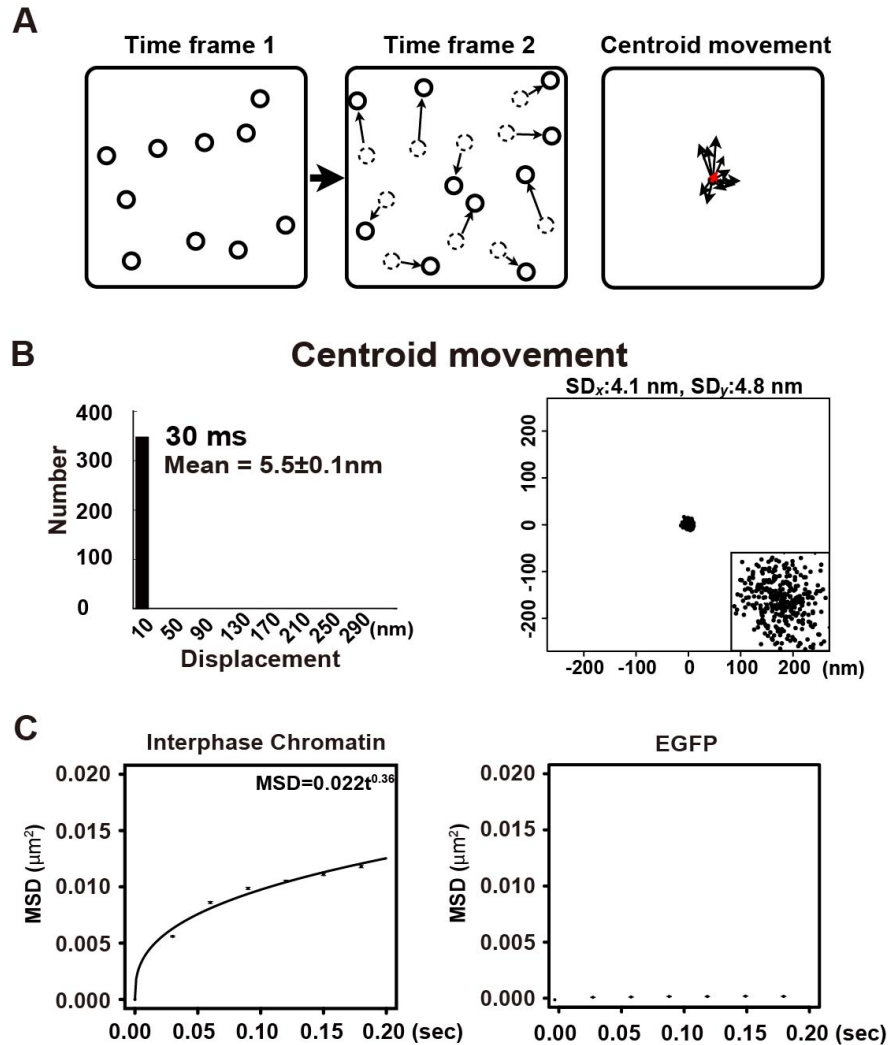 A
Time frame 1
Time frame 2
Centroid movement
B
Centroid movement
400
300
200
100
0
Number
30 ms
Mean = 5.5±0.1nm
10 50 90 130 170 210 250 290 (nm)
Displacement
SDx:4.1 nm, SDy:4.8 nm
200
100
0
-100
-200
-200 -100 0 100 200 (nm)
C
Interphase Chromatin
MSD=0.022t^0.36
0.020
0.015
0.010
0.005
0.000
MSD (μm²)
0.00 0.05 0.10 0.15 0.20 (sec)
EGFP
0.020
0.015
0.010
0.005
0.000
MSD (μm²)
0.00 0.05 0.10 0.15 0.20 (sec)